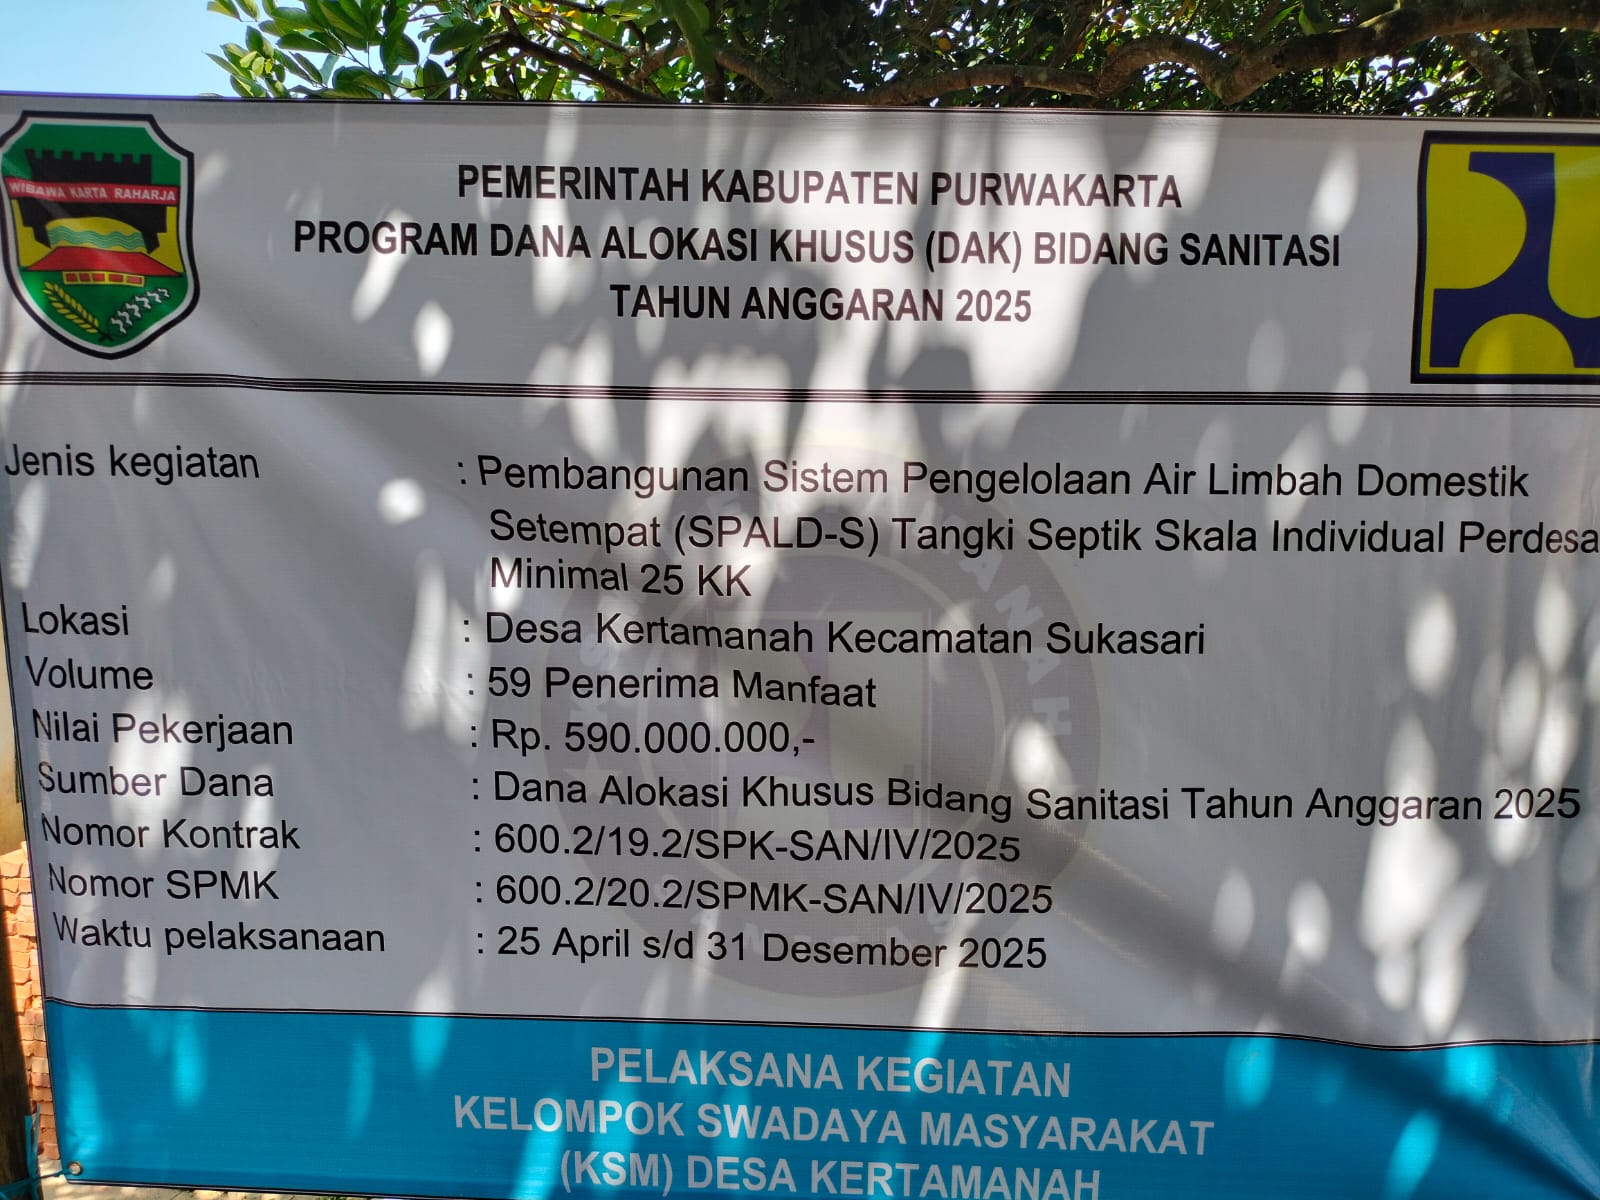 WIBAWA KARTA RAHARJA
PEMERINTAH KABUPATEN PURWAKARTA
PROGRAM DANA ALOKASI KHUSUS (DAK) BIDANG SANITASI
TAHUN ANGGARAN 2025
Jenis kegiatan : Pembangunan Sistem Pengelolaan Air Limbah Domestik
Setempat (SPALD-S) Tangki Septik Skala Individual Perdesa
Minimal 25 KK
Lokasi : Desa Kertamanah Kecamatan Sukasari
Volume : 59 Penerima Manfaat
Nilai Pekerjaan : Rp. 590.000.000,-
Sumber Dana : Dana Alokasi Khusus Bidang Sanitasi Tahun Anggaran 2025
Nomor Kontrak : 600.2/19.2/SPK-SAN/IV/2025
Nomor SPMK : 600.2/20.2/SPMK-SAN/IV/2025
Waktu pelaksanaan : 25 April s/d 31 Desember 2025
PELAKSANA KEGIATAN
KELOMPOK SWADAYA MASYARAKAT
(KSM) DESA KERTAMANAH